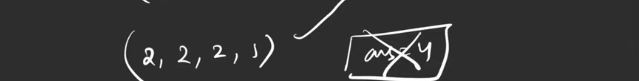 (2, 2, 2, 1) ans = 4